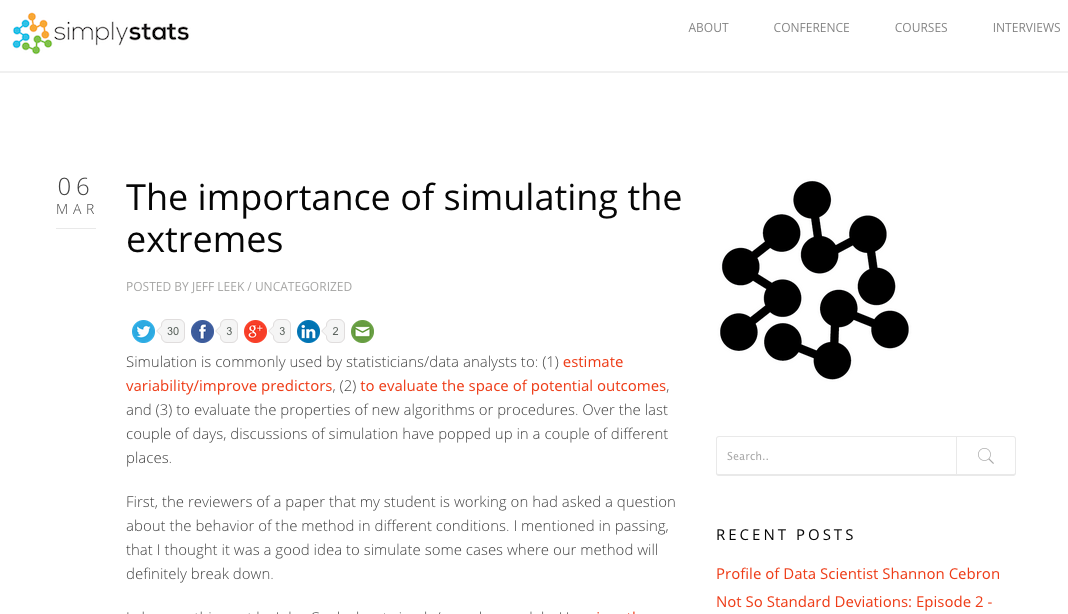 simplystats
ABOUT CONFERENCE COURSES INTERVIEWS
06
MAR
The importance of simulating the
extremes
POSTED BY JEFF LEEK / UNCATEGORIZED
30 3 3 2
Simulation is commonly used by statisticians/data analysts to: (1) estimate
variability/improve predictors, (2) to evaluate the space of potential outcomes,
and (3) to evaluate the properties of new algorithms or procedures. Over the last
couple of days, discussions of simulation have popped up in a couple of different
places.
First, the reviewers of a paper that my student is working on had asked a question
about the behavior of the method in different conditions. I mentioned in passing,
that I thought it was a good idea to simulate some cases where our method will
definitely break down.
Search..
RECENT POSTS
Profile of Data Scientist Shannon Cebron
Not So Standard Deviations: Episode 2 -